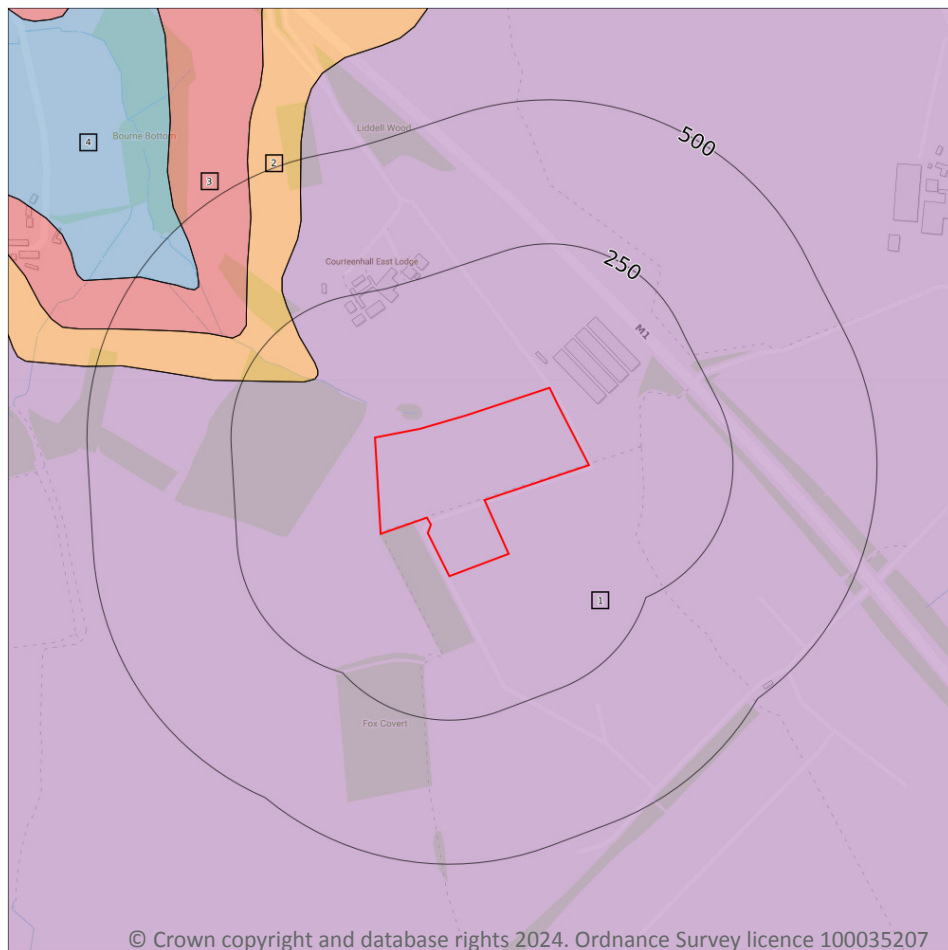 Liddell Wood
500
Bourne Bottom
4
2
3
Courteenhall East Lodge
250
M1
1
Fox Covert
© Crown copyright and database rights 2024. Ordnance Survey licence 100035207